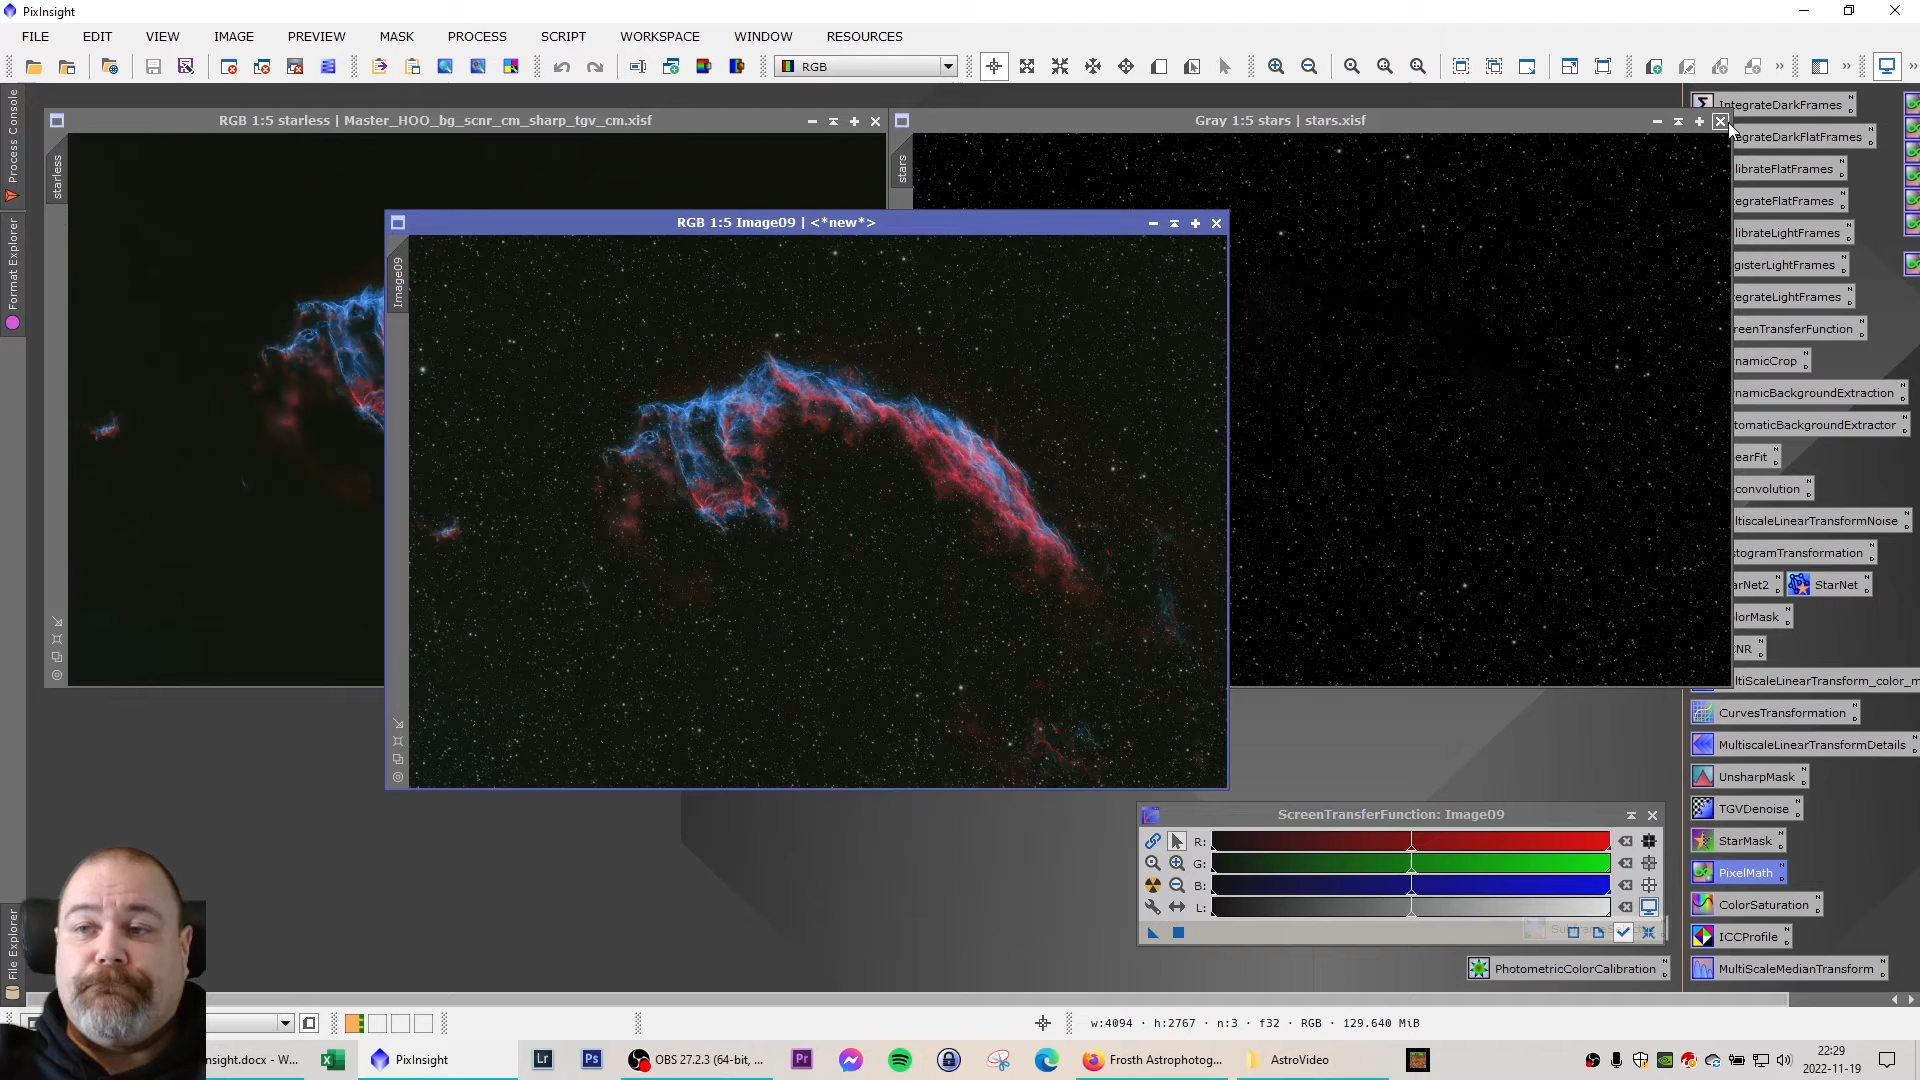 PixInsight
FILE EDIT VIEW IMAGE PREVIEW MASK PROCESS SCRIPT WORKSPACE WINDOW RESOURCES
RGB
Process Console
Format Explorer
File Explorer
RGB 1:5 starless | Master_HOO_bg_scnr_cm_sharp_tgv_cm.xisf
starless
Gray 1:5 stars | stars.xisf
stars
RGB 1:5 Image09 | <*new*>
Image09
IntegrateDarkFrames
egrateDarkFlatFrames
librateFlatFrames
egrateFlatFrames
librateLightFrames
gisterLightFrames
egrateLightFrames
reenTransferFunction
namicCrop
namicBackgroundExtraction
tomaticBackgroundExtractor
earFit
convolution
ltiscaleLinearTransformNoise
togramTransformation
arNet2 StarNet
lorMask
NR
ltiScaleLinearTransform_color_m
CurvesTransformation
MultiscaleLinearTransformDetails
UnsharpMask
TGVDenoise
StarMask
PixelMath
ColorSaturation
ICCProfile
MultiScaleMedianTransform
ScreenTransferFunction: Image09
R:
G:
B:
L:
PhotometricColorCalibration
w:4094 · h:2767 · n:3 · f32 · RGB · 129.640 MiB
nsight.docx - W...
PixInsight
OBS 27.2.3 (64-bit, ...
Frosth Astrophotog...
AstroVideo
22:29
2022-11-19